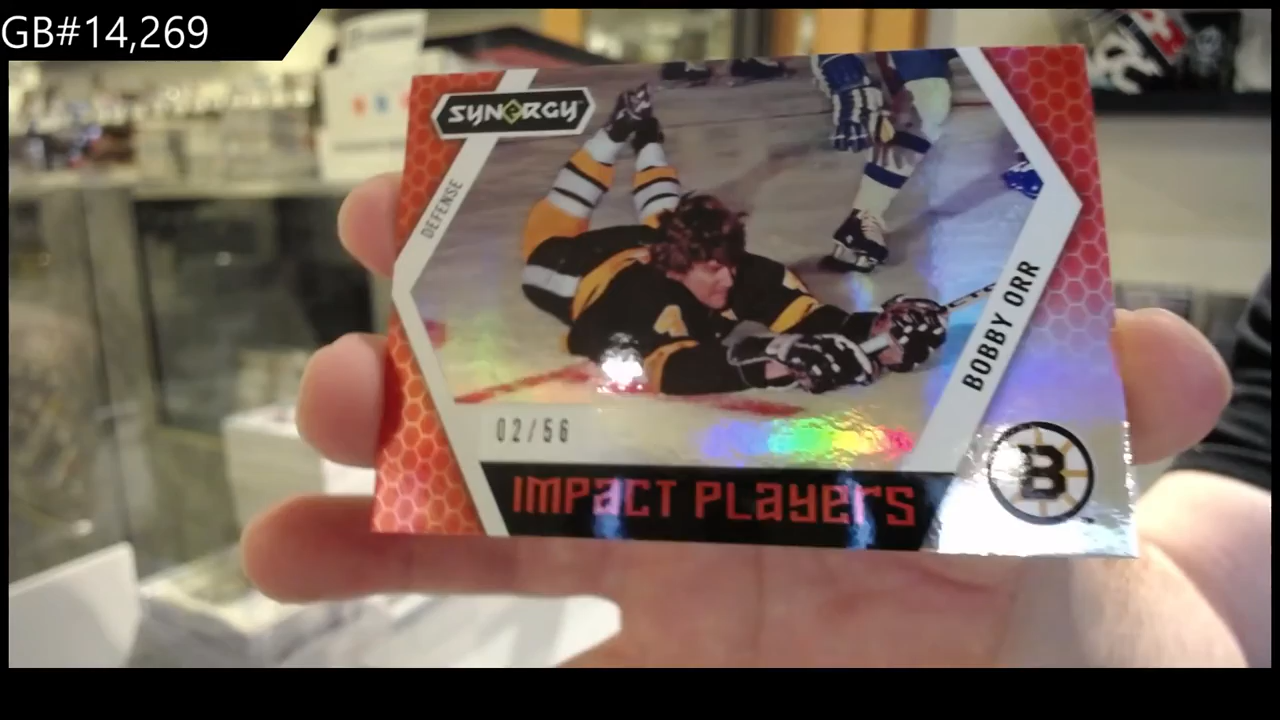 GB#14,269
SYNERGY
DEFENSE
BOBBY ORR
02/56
IMPACT PLAYERS
B